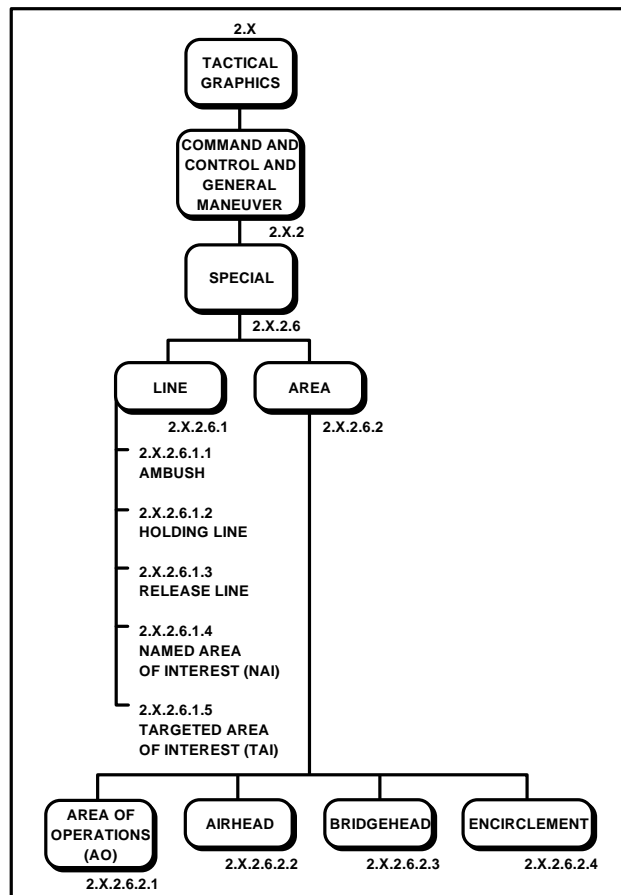 2.X
TACTICAL
GRAPHICS
COMMAND AND
CONTROL AND
GENERAL
MANEUVER
2.X.2
SPECIAL
2.X.2.6
LINE
2.X.2.6.1
AREA
2.X.2.6.2
2.X.2.6.1.1
AMBUSH
2.X.2.6.1.2
HOLDING LINE
2.X.2.6.1.3
RELEASE LINE
2.X.2.6.1.4
NAMED AREA
OF INTEREST (NAI)
2.X.2.6.1.5
TARGETED AREA
OF INTEREST (TAI)
AREA OF
OPERATIONS
(AO)
2.X.2.6.2.1
AIRHEAD
2.X.2.6.2.2
BRIDGEHEAD
2.X.2.6.2.3
ENCIRCLEMENT
2.X.2.6.2.4